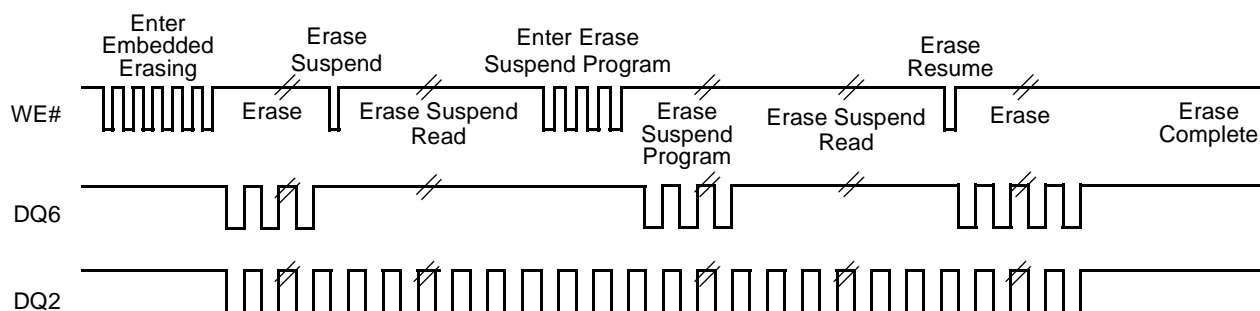 Enter
Embedded
Erasing
Erase
Suspend
Enter Erase
Suspend Program
Erase
Resume
WE#
Erase
Erase Suspend
Read
Erase
Suspend
Program
Erase Suspend
Read
Erase
Erase
Complete
DQ6
DQ2